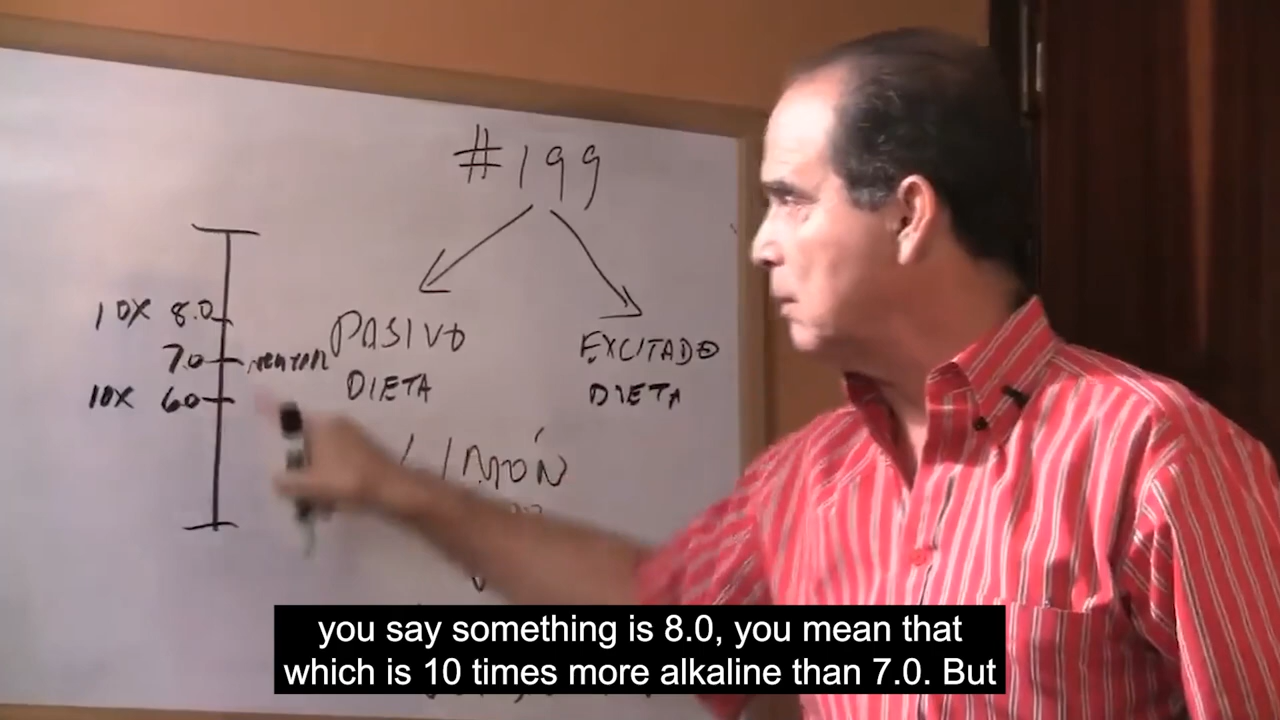 #199
10X 8.0
7.0 NEUTRAL
10X 6.0
PASIVO
DIETA
EXCITADO
DIETA
LIMÓN
you say something is 8.0, you mean that
which is 10 times more alkaline than 7.0. But